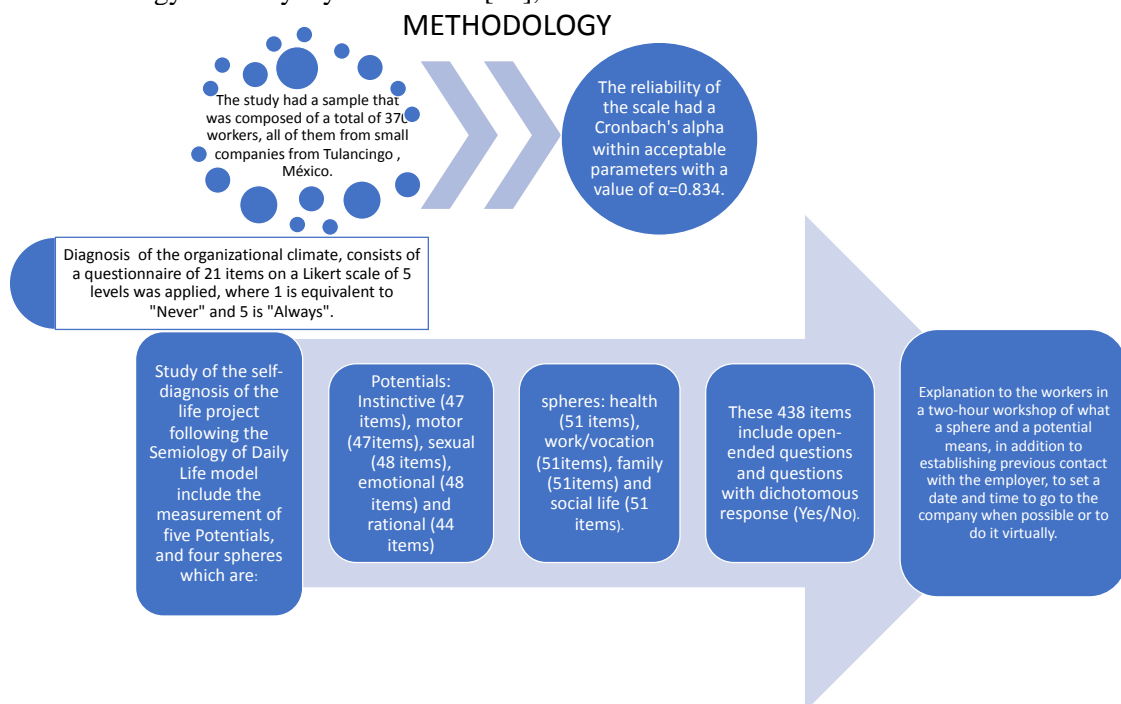 METHODOLOGY
The study had a sample that
was composed of a total of
workers, all of them from small
companies from Tulancingo ,
México.
The reliability of
the scale had a
Cronbach's alpha
within acceptable
parameters with a
value of α=0.834.
Diagnosis of the organizational climate, consists of
a questionnaire of 21 items on a Likert scale of 5
levels was applied, where 1 is equivalent to
"Never" and 5 is "Always".
Study of the self-
diagnosis of the
life project
following the
Semiology of Daily
Life model
include the
measurement of
five Potentials,
and four spheres
which are:
Potentials:
Instinctive (47
items), motor
(47items), sexual
(48 items),
emotional (48
items) and
rational (44
items)
spheres: health
(51 items),
work/vocation
(51items), family
(51items) and
social life (51
items).
These 438 items
include open-
ended questions
and questions
with dichotomous
response (Yes/No).
Explanation to the workers in
a two-hour workshop of what
a sphere and a potential
means, in addition to
establishing previous contact
with the employer, to set a
date and time to go to the
company when possible or to
do it virtually.